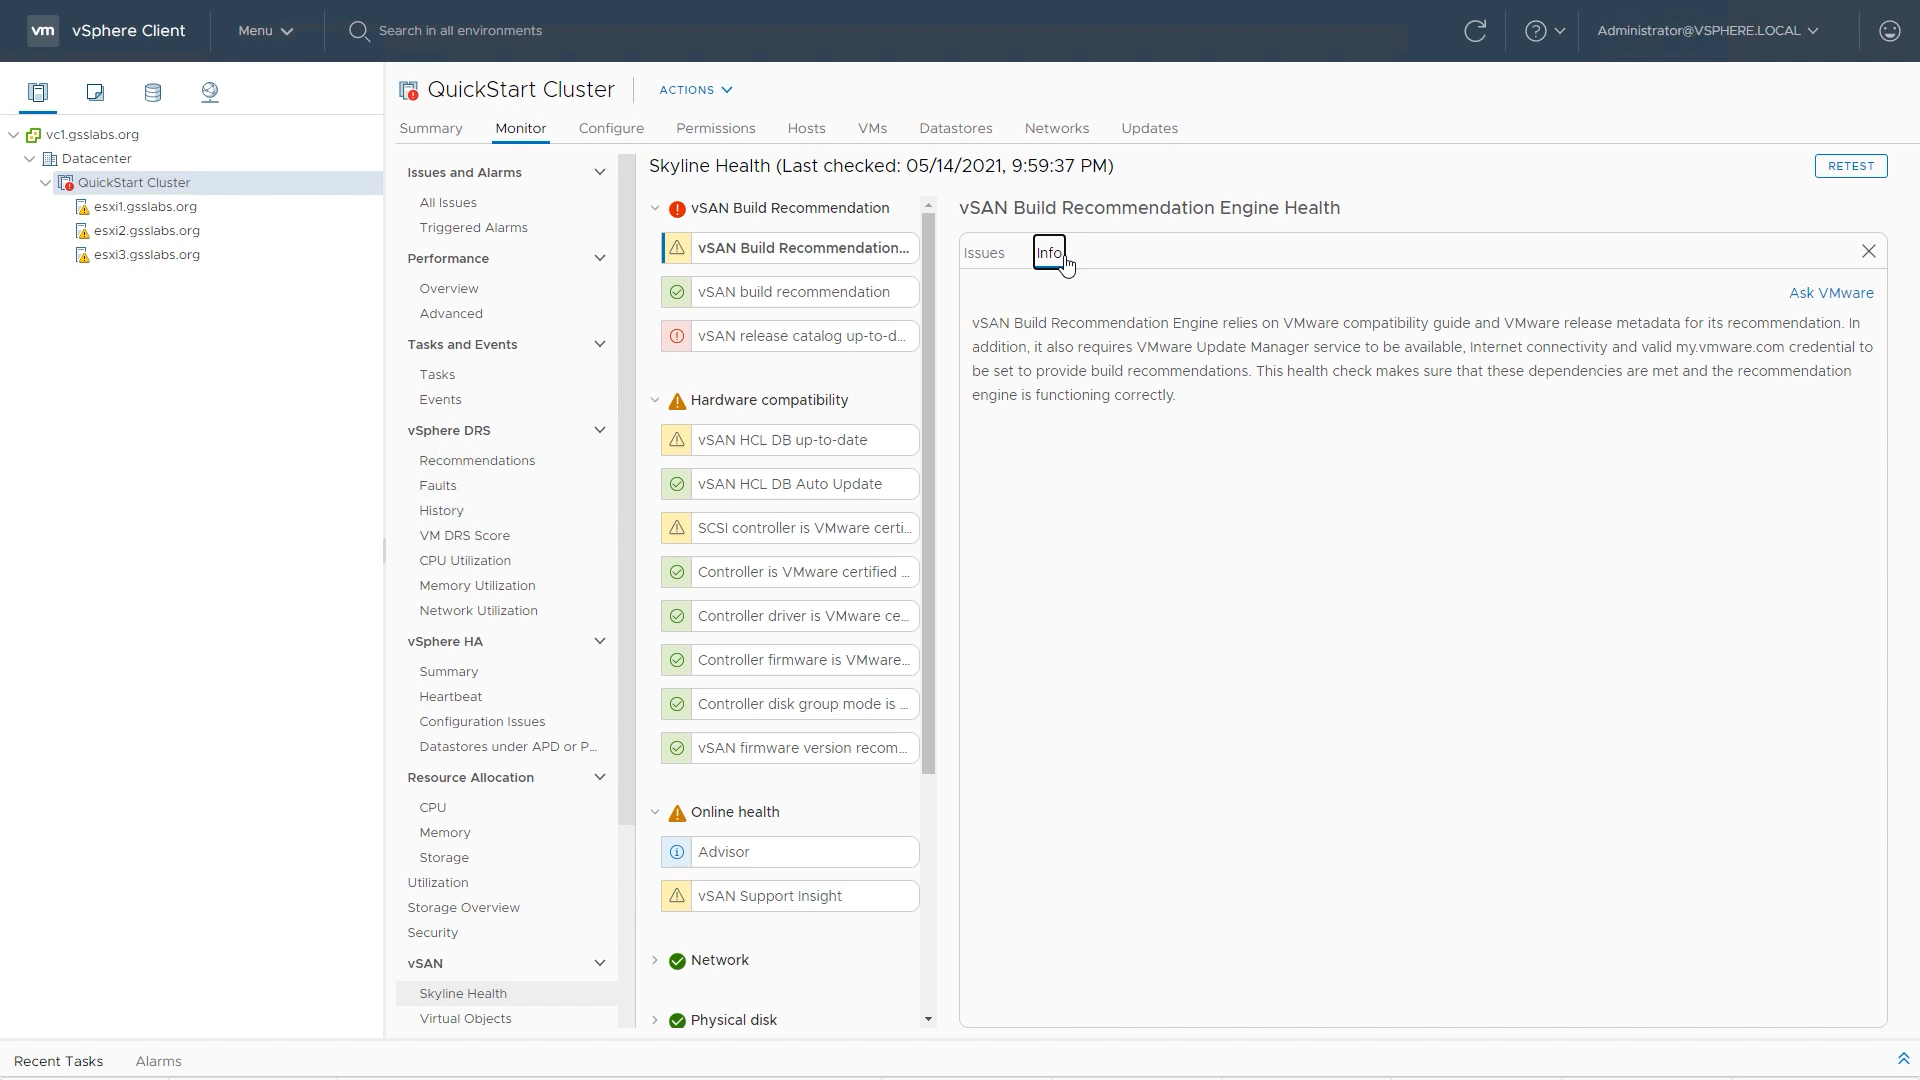 vm vSphere Client Menu Search in all environments Administrator@VSPHERE.LOCAL
vc1.gsslabs.org
Datacenter
QuickStart Cluster
esxi1.gsslabs.org
esxi2.gsslabs.org
esxi3.gsslabs.org
QuickStart Cluster ACTIONS
Summary Monitor Configure Permissions Hosts VMs Datastores Networks Updates
Issues and Alarms
All Issues
Triggered Alarms
Performance
Overview
Advanced
Tasks and Events
Tasks
Events
vSphere DRS
Recommendations
Faults
History
VM DRS Score
CPU Utilization
Memory Utilization
Network Utilization
vSphere HA
Summary
Heartbeat
Configuration Issues
Datastores under APD or P...
Resource Allocation
CPU
Memory
Storage
Utilization
Storage Overview
Security
vSAN
Skyline Health
Virtual Objects
Skyline Health (Last checked: 05/14/2021, 9:59:37 PM)
RETEST
vSAN Build Recommendation
vSAN Build Recommendation...
vSAN build recommendation
vSAN release catalog up-to-d...
Hardware compatibility
vSAN HCL DB up-to-date
vSAN HCL DB Auto Update
SCSI controller is VMware certi...
Controller is VMware certified ...
Controller driver is VMware ce...
Controller firmware is VMware...
Controller disk group mode is ...
vSAN firmware version recom...
Online health
Advisor
vSAN Support Insight
Network
Physical disk
vSAN Build Recommendation Engine Health
Issues Info
Ask VMware
vSAN Build Recommendation Engine relies on VMware compatibility guide and VMware release metadata for its recommendation. In
addition, it also requires VMware Update Manager service to be available, Internet connectivity and valid my.vmware.com credential to
be set to provide build recommendations. This health check makes sure that these dependencies are met and the recommendation
engine is functioning correctly.
Recent Tasks Alarms